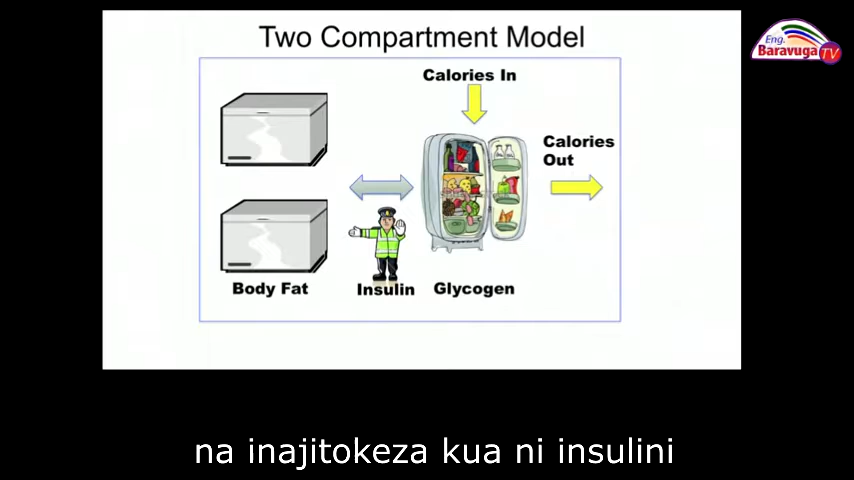 Two Compartment Model
Eng.
Baravuga TV
Calories In
Calories
Out
Body Fat
Insulin
Glycogen
na inajitokeza kua ni insulini